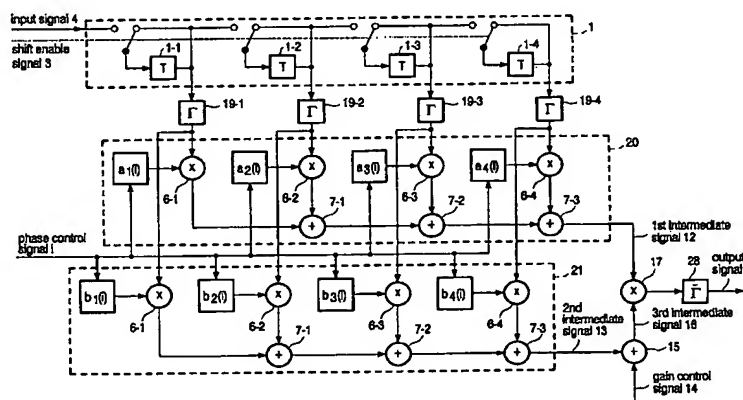 input signal 4
shift enable
signal 3
1-1
1-2
1-3
1-4
1
T
T
T
T
Γ
19-1
Γ
19-2
Γ
19-3
Γ
19-4
20
a1(i)
x
6-1
a2(i)
x
6-2
a3(i)
x
6-3
a4(i)
x
6-4
7-1
+
7-2
+
7-3
+
1st intermediate
signal 12
phase control
signal i
21
17
x
28
Γ̄
output
signal
b1(i)
x
6-1
b2(i)
x
6-2
b3(i)
x
6-3
b4(i)
x
6-4
7-1
+
7-2
+
7-3
+
2nd
intermediate
signal 13
3rd intermediate
signal 16
+
15
gain control
signal 14